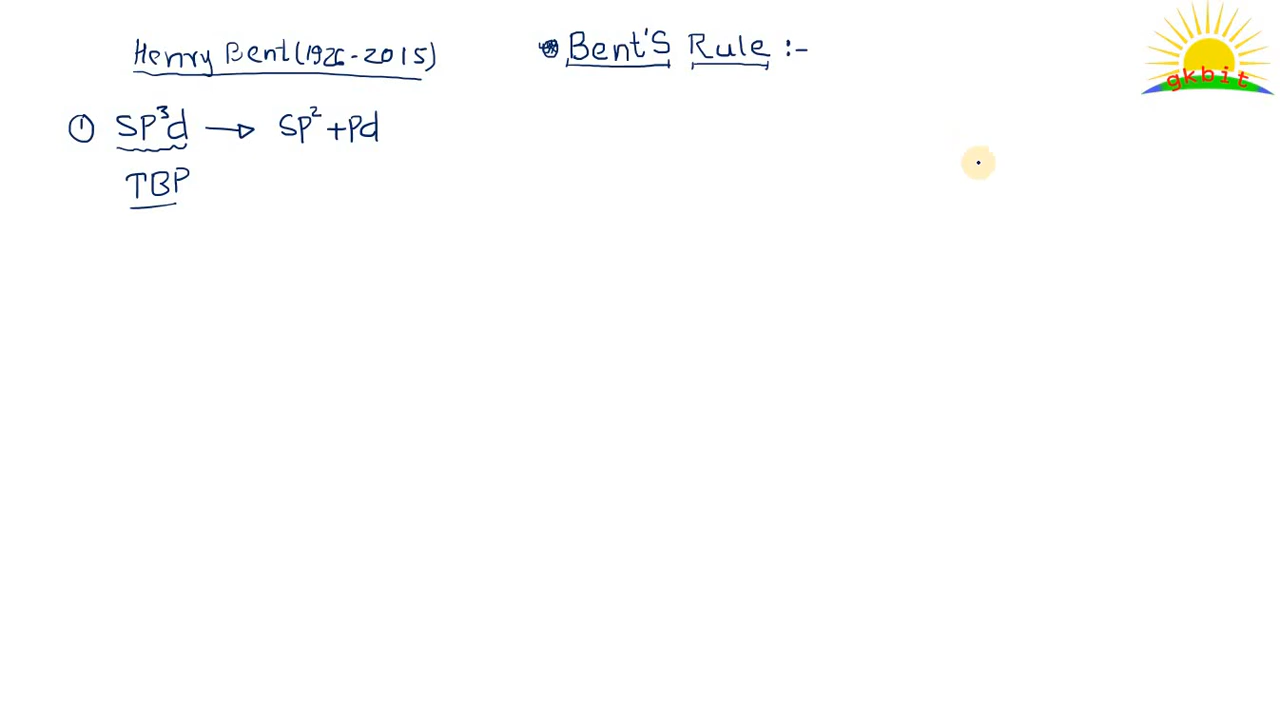 Henry Bent (1926-2015)
Bent'S Rule :-
① SP³d → SP² + Pd
TBP
gkbit